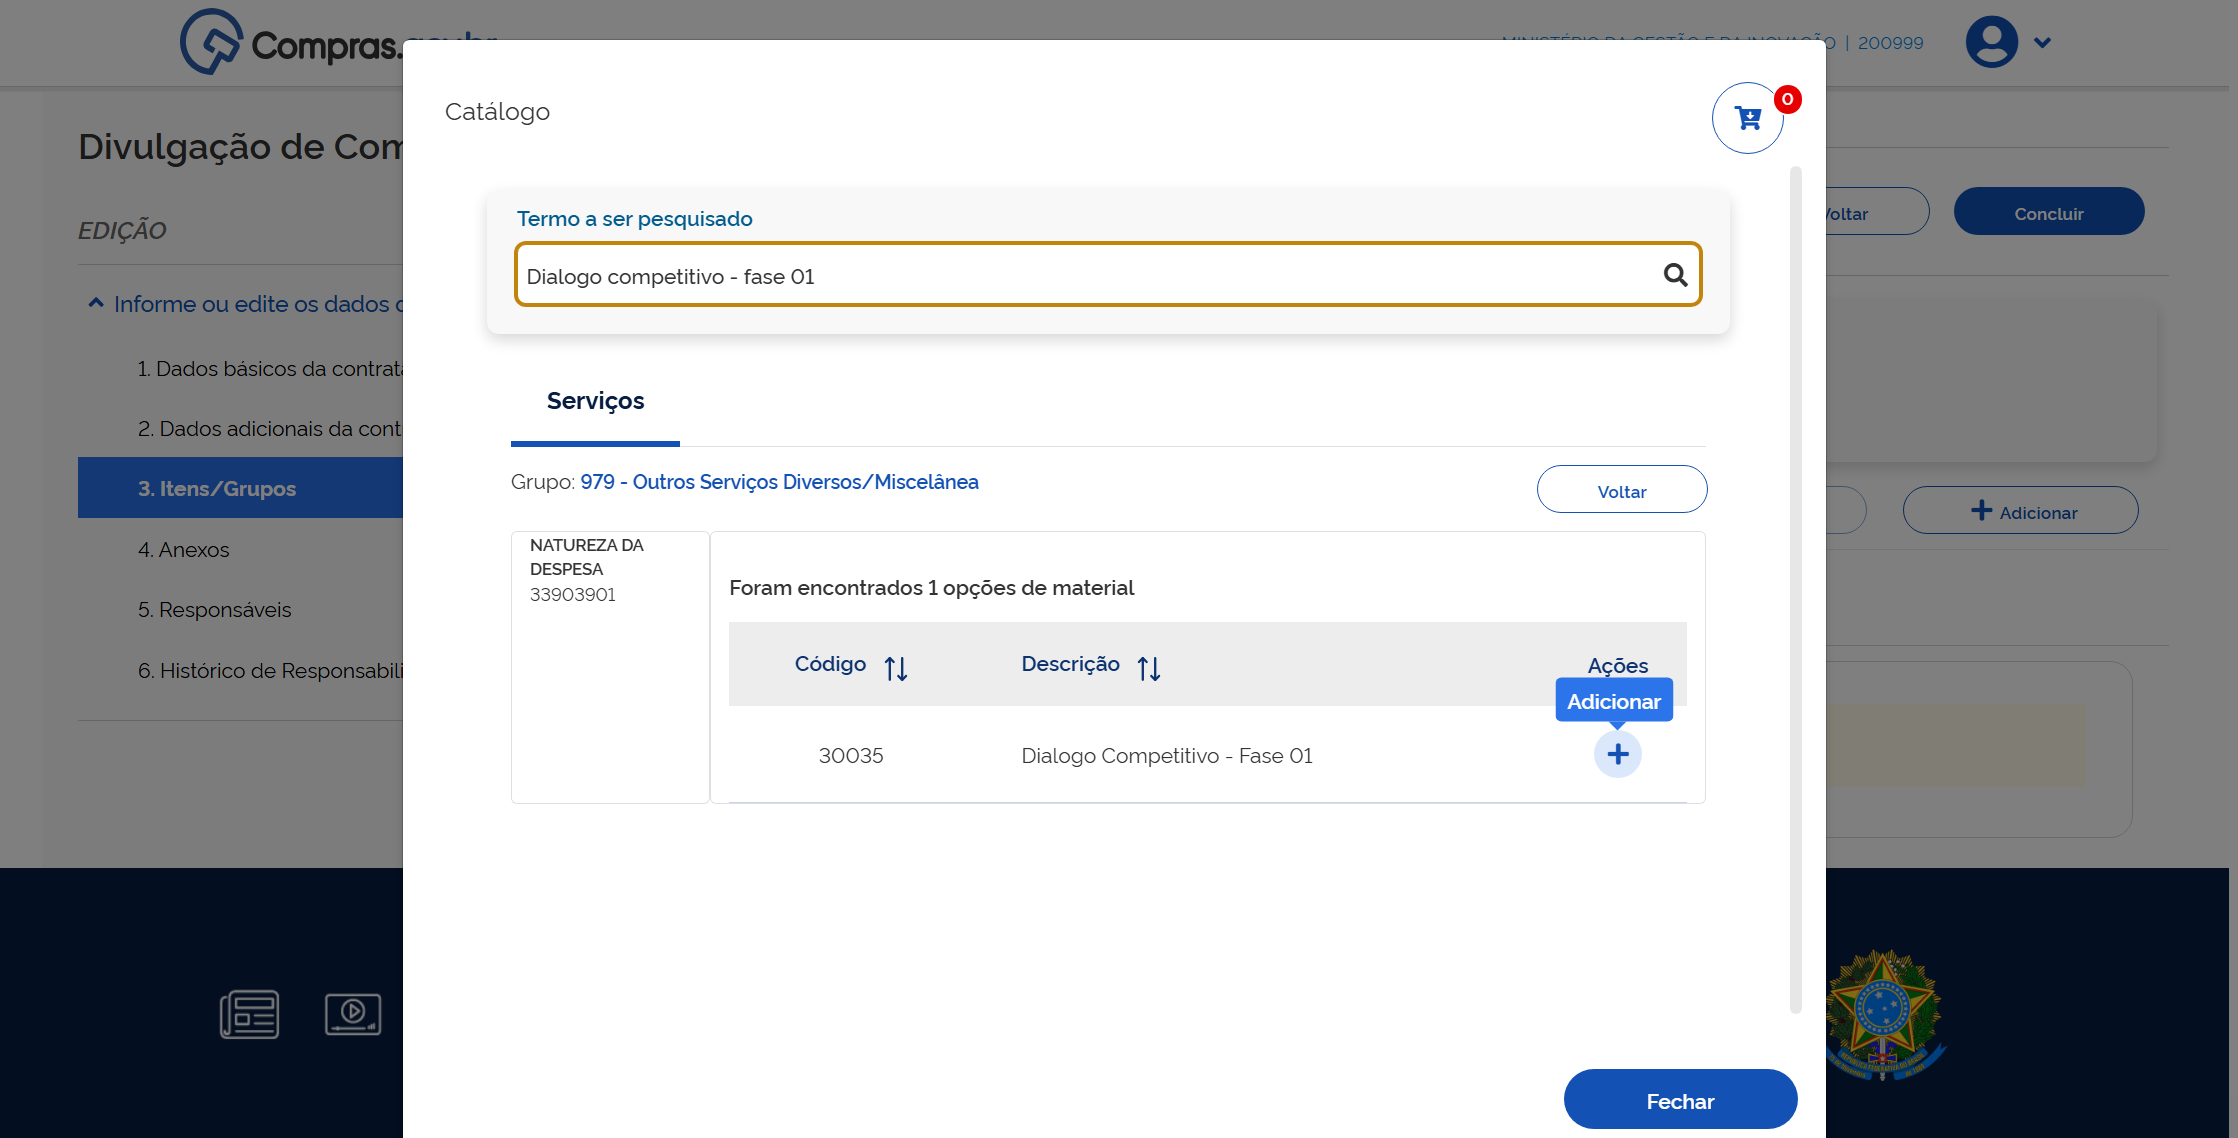 Compras.
200999
Catálogo
0
Divulgação de Com
EDIÇÃO
Voltar
Concluir
Termo a ser pesquisado
Dialogo competitivo - fase 01
Informe ou edite os dados
1. Dados básicos da contrata
2. Dados adicionais da cont
3. Itens/Grupos
4. Anexos
5. Responsáveis
6. Histórico de Responsabili
Serviços
Grupo: 979 - Outros Serviços Diversos/Miscelânea
Voltar
Adicionar
NATUREZA DA
DESPESA
33903901
Foram encontrados 1 opções de material
Código
Descrição
Ações
Adicionar
30035
Dialogo Competitivo - Fase 01
Fechar